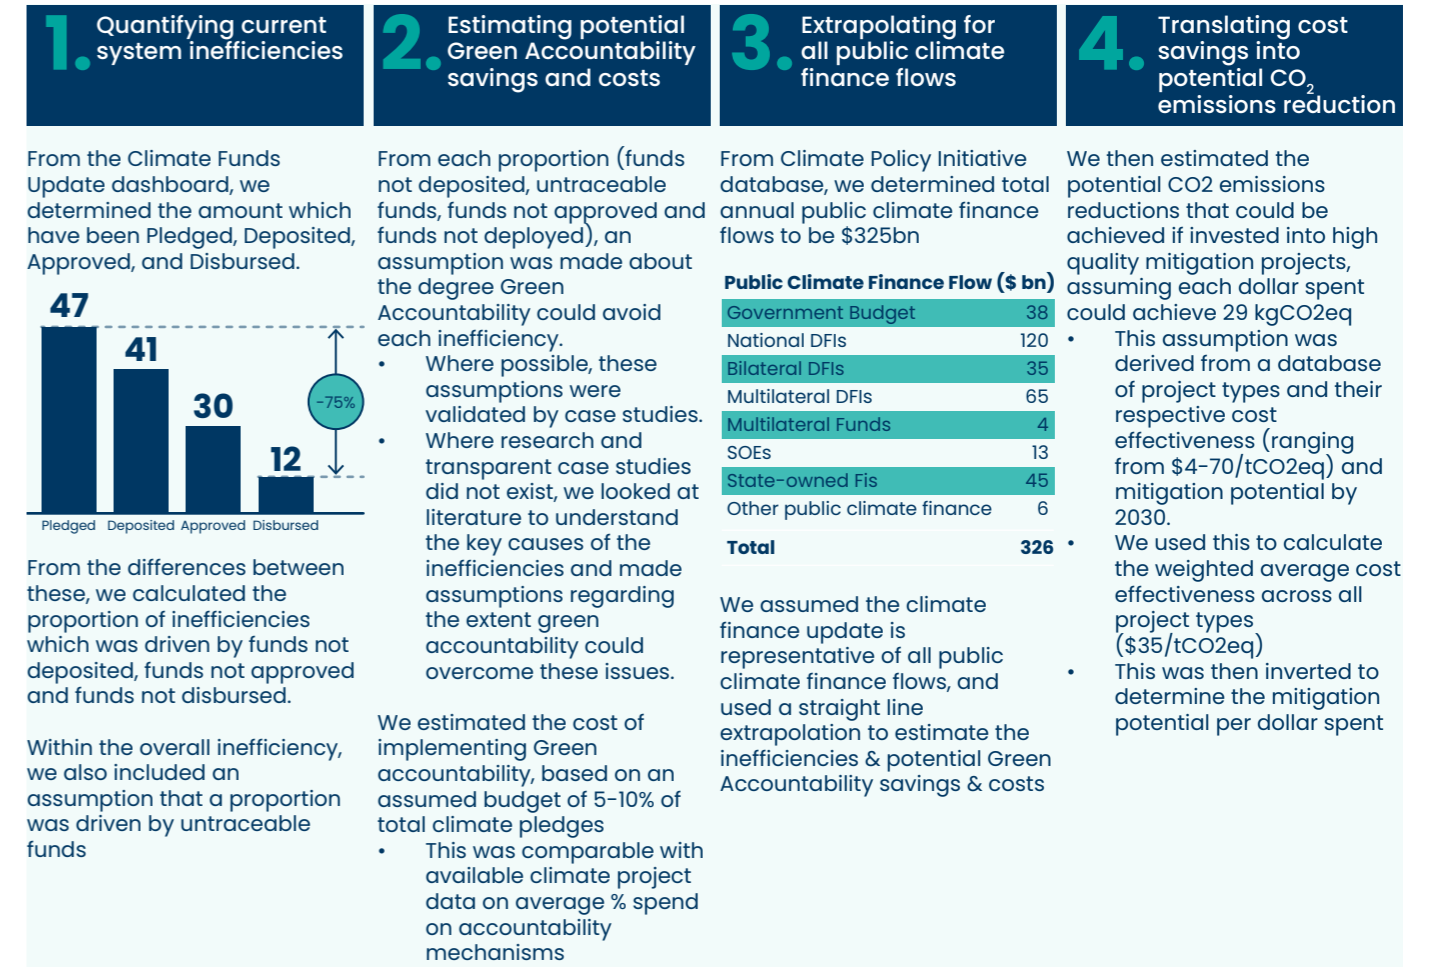 1.
Quantifying current
system inefficiencies
From the Climate Funds
Update dashboard, we
determined the amount which
have been Pledged, Deposited,
Approved, and Disbursed.
47
41
30
12
-75%
Pledged Deposited Approved Disbursed
From the differences between
these, we calculated the
proportion of inefficiencies
which was driven by funds not
deposited, funds not approved
and funds not disbursed.
Within the overall inefficiency,
we also included an
assumption that a proportion
was driven by untraceable
funds
2.
Estimating potential
Green Accountability
savings and costs
From each proportion (funds
not deposited, untraceable
funds, funds not approved and
funds not deployed), an
assumption was made about
the degree Green
Accountability could avoid
each inefficiency.
• Where possible, these
assumptions were
validated by case studies.
• Where research and
transparent case studies
did not exist, we looked at
literature to understand
the key causes of the
inefficiencies and made
assumptions regarding
the extent green
accountability could
overcome these issues.
We estimated the cost of
implementing Green
accountability, based on an
assumed budget of 5-10% of
total climate pledges
• This was comparable with
available climate project
data on average % spend
on accountability
mechanisms
3.
Extrapolating for
all public climate
finance flows
From Climate Policy Initiative
database, we determined total
annual public climate finance
flows to be $325bn
Public Climate Finance Flow ($ bn)
Government Budget 38
National DFIs 120
Bilateral DFIs 35
Multilateral DFIs 65
Multilateral Funds 4
SOEs 13
State-owned Fis 45
Other public climate finance 6
Total 326
We assumed the climate
finance update is
representative of all public
climate finance flows, and
used a straight line
extrapolation to estimate the
inefficiencies & potential Green
Accountability savings & costs
4.
Translating cost
savings into
potential CO2
emissions reduction
We then estimated the
potential CO2 emissions
reductions that could be
achieved if invested into high
quality mitigation projects,
assuming each dollar spent
could achieve 29 kgCO2eq
• This assumption was
derived from a database
of project types and their
respective cost
effectiveness (ranging
from $4-70/tCO2eq) and
mitigation potential by
2030.
• We used this to calculate
the weighted average cost
effectiveness across all
project types
($35/tCO2eq)
• This was then inverted to
determine the mitigation
potential per dollar spent